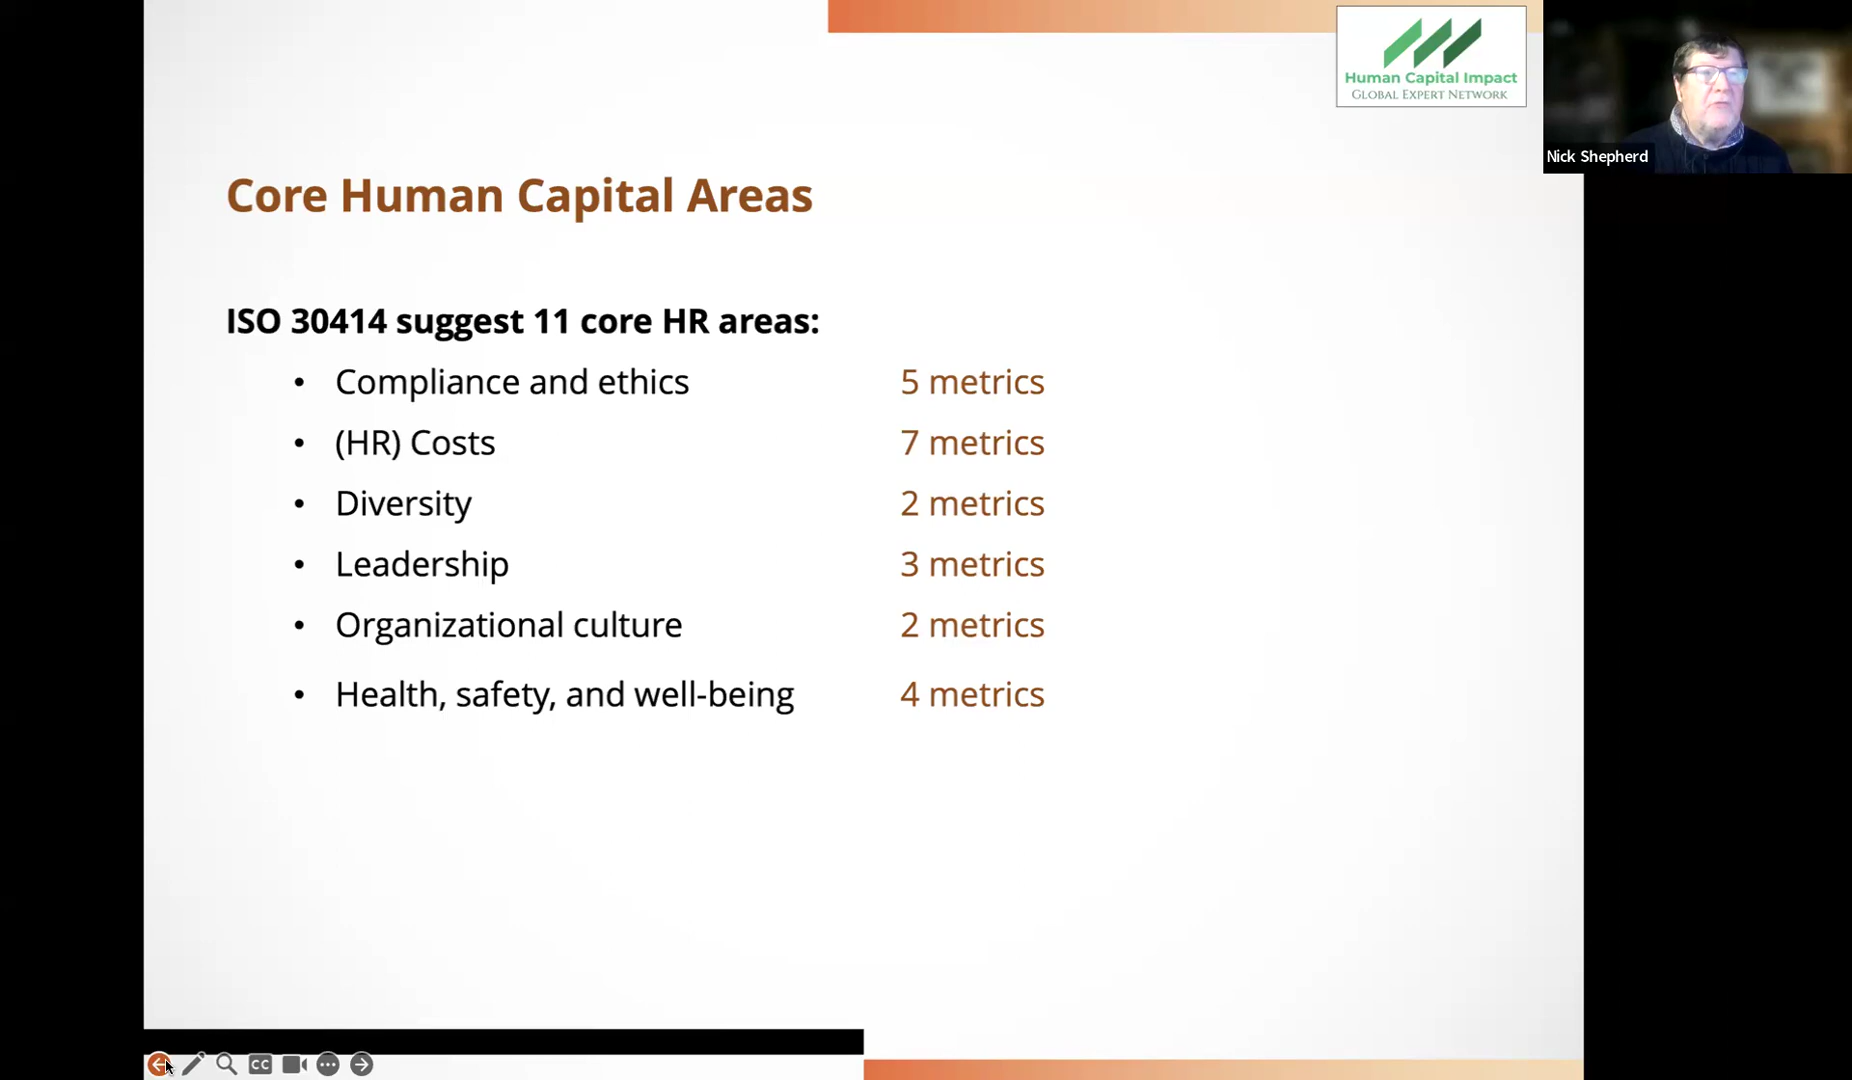 Human Capital Impact
GLOBAL EXPERT NETWORK
Nick Shepherd
Core Human Capital Areas
ISO 30414 suggest 11 core HR areas:
• Compliance and ethics 5 metrics
• (HR) Costs 7 metrics
• Diversity 2 metrics
• Leadership 3 metrics
• Organizational culture 2 metrics
• Health, safety, and well-being 4 metrics
CC